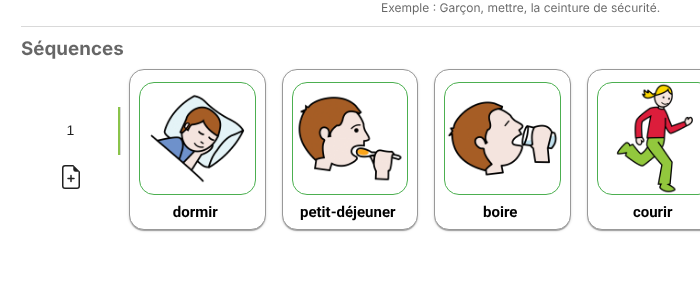 Exemple : Garçon, mettre, la ceinture de sécurité.
Séquences
1
dormir
petit-déjeuner
boire
courir